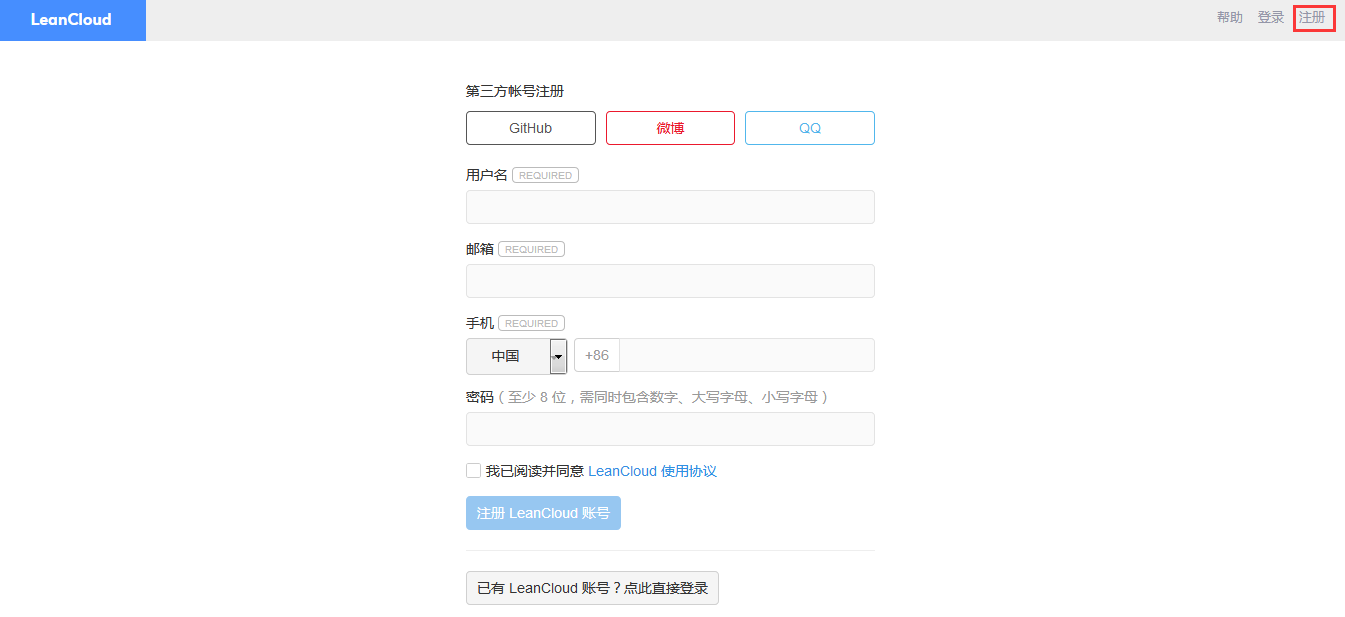 LeanCloud 帮助 登录 注册
第三方帐号注册
GitHub 微博 QQ
用户名 REQUIRED
邮箱 REQUIRED
手机 REQUIRED
中国 +86
密码（至少 8 位，需同时包含数字、大写字母、小写字母）
我已阅读并同意 LeanCloud 使用协议
注册 LeanCloud 账号
已有 LeanCloud 账号？点此直接登录